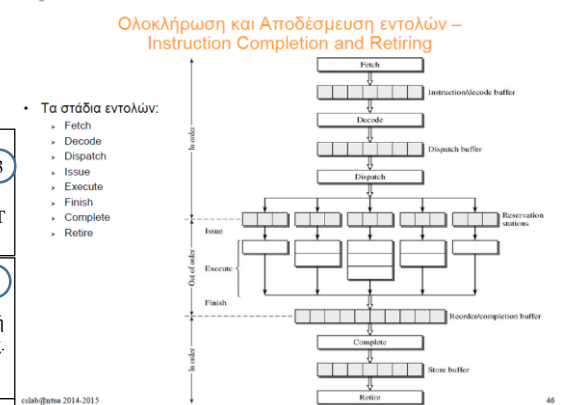 Ολοκλήρωση και Αποδέσμευση εντολών –
Instruction Completion and Retiring
• Τα στάδια εντολών:
➢ Fetch
➢ Decode
➢ Dispatch
➢ Issue
➢ Execute
➢ Finish
➢ Complete
➢ Retire
Fetch
Instruction/decode buffer
Decode
Dispatch buffer
Dispatch
In order
Reservation
stations
Issue
Execute
Out of order
Finish
Reorder/completion buffer
Complete
In order
Store buffer
Retire
cslab@ntua 2014-2015
46